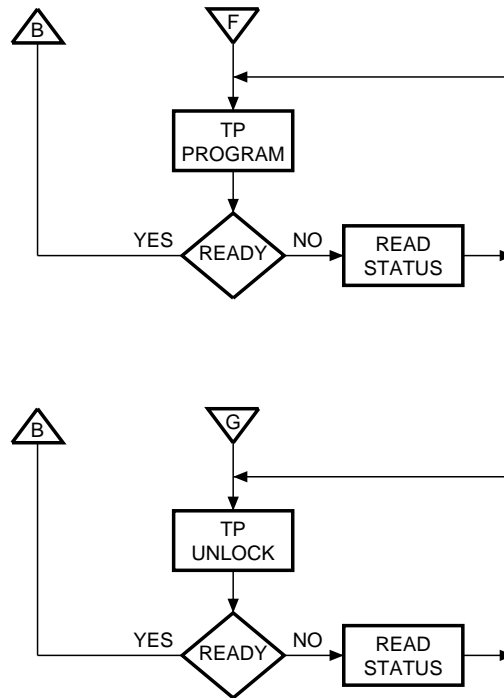 B
F
TP
PROGRAM
YES
READY
NO
READ
STATUS
B
G
TP
UNLOCK
YES
READY
NO
READ
STATUS